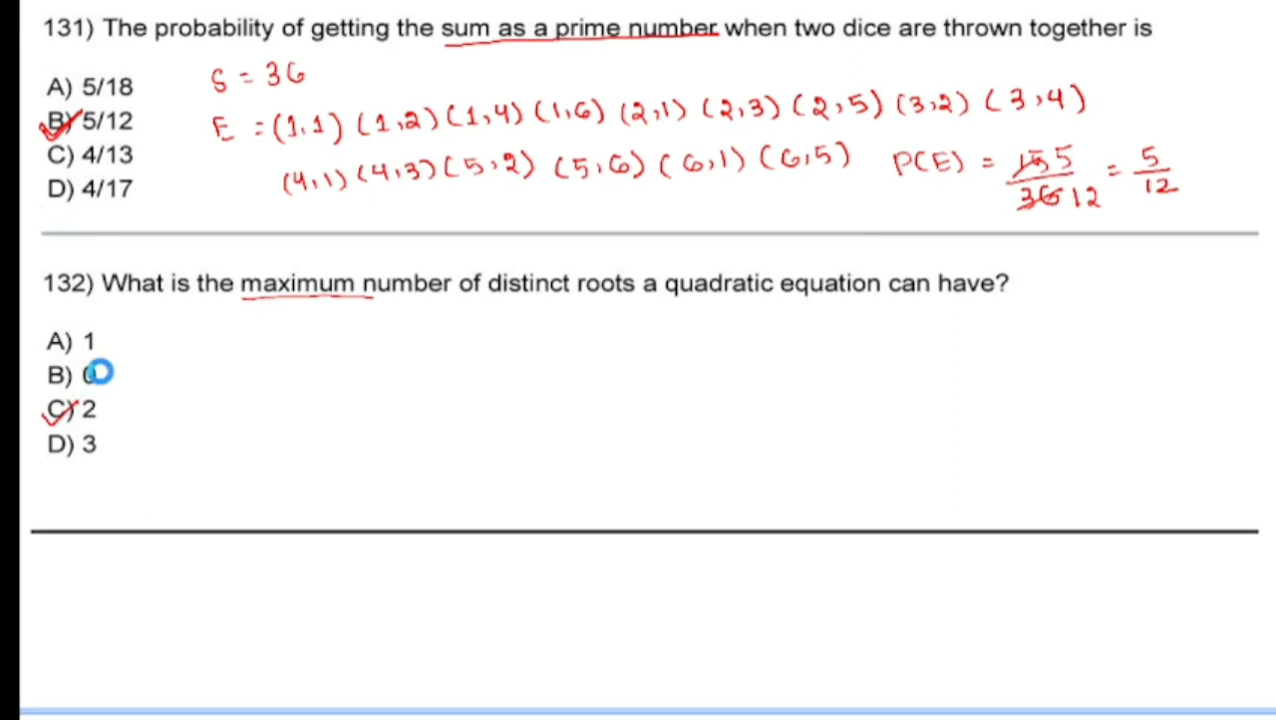 131) The probability of getting the sum as a prime number when two dice are thrown together is
A) 5/18
S = 36
B) 5/12
E = (1,1) (1,2) (1,4) (1,6) (2,1) (2,3) (2,5) (3,2) (3,4)
C) 4/13
(4,1) (4,3) (5,2) (5,6) (6,1) (6,5) P(E) = 15 5 / 36 12 = 5/12
D) 4/17
132) What is the maximum number of distinct roots a quadratic equation can have?
A) 1
B) 0
C) 2
D) 3